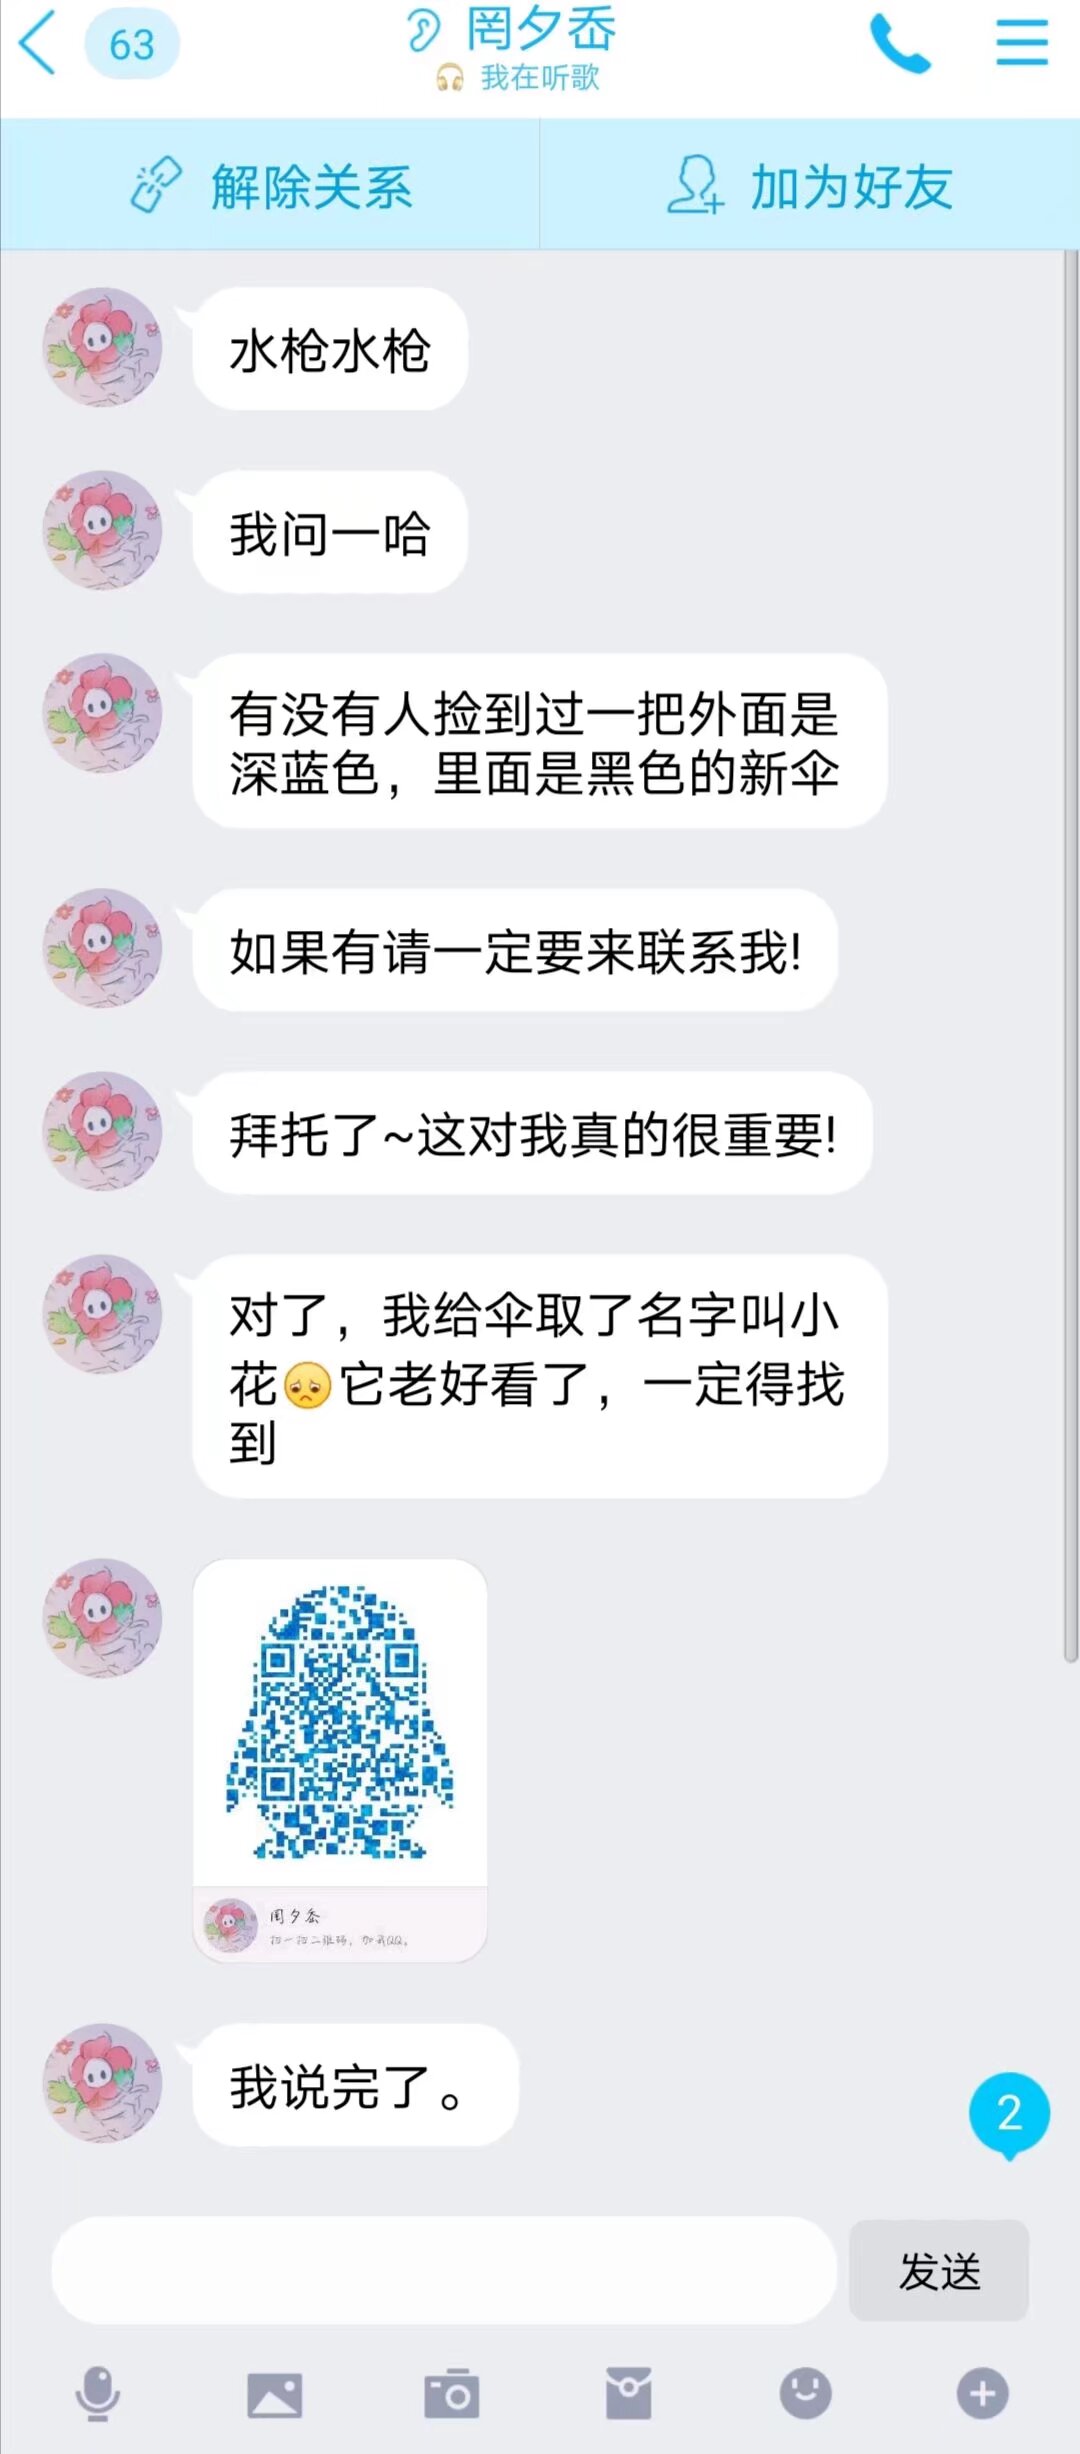 63
罔夕岙
我在听歌
解除关系
加为好友
水枪水枪
我问一哈
有没有人捡到过一把外面是
深蓝色，里面是黑色的新伞
如果有请一定要来联系我!
拜托了~这对我真的很重要!
对了，我给伞取了名字叫小
花😞它老好看了，一定得找
到
罔夕岙
扫一扫二维码，加我QQ。
我说完了。
2
发送